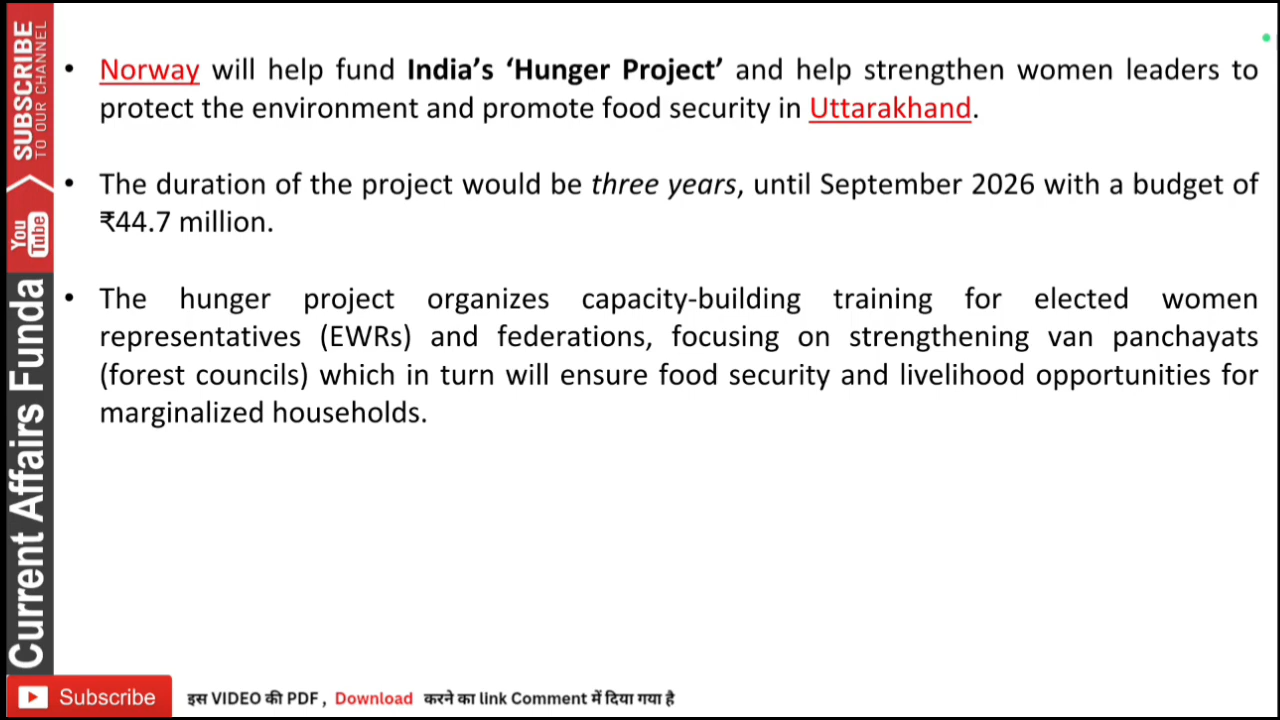 SUBSCRIBE
TO OUR CHANNEL
You
Tube
Current Affairs Funda
• Norway will help fund India’s ‘Hunger Project’ and help strengthen women leaders to
protect the environment and promote food security in Uttarakhand.
• The duration of the project would be three years, until September 2026 with a budget of
₹44.7 million.
• The hunger project organizes capacity-building training for elected women
representatives (EWRs) and federations, focusing on strengthening van panchayats
(forest councils) which in turn will ensure food security and livelihood opportunities for
marginalized households.
Subscribe
इस VIDEO की PDF , Download करने का link Comment में दिया गया है